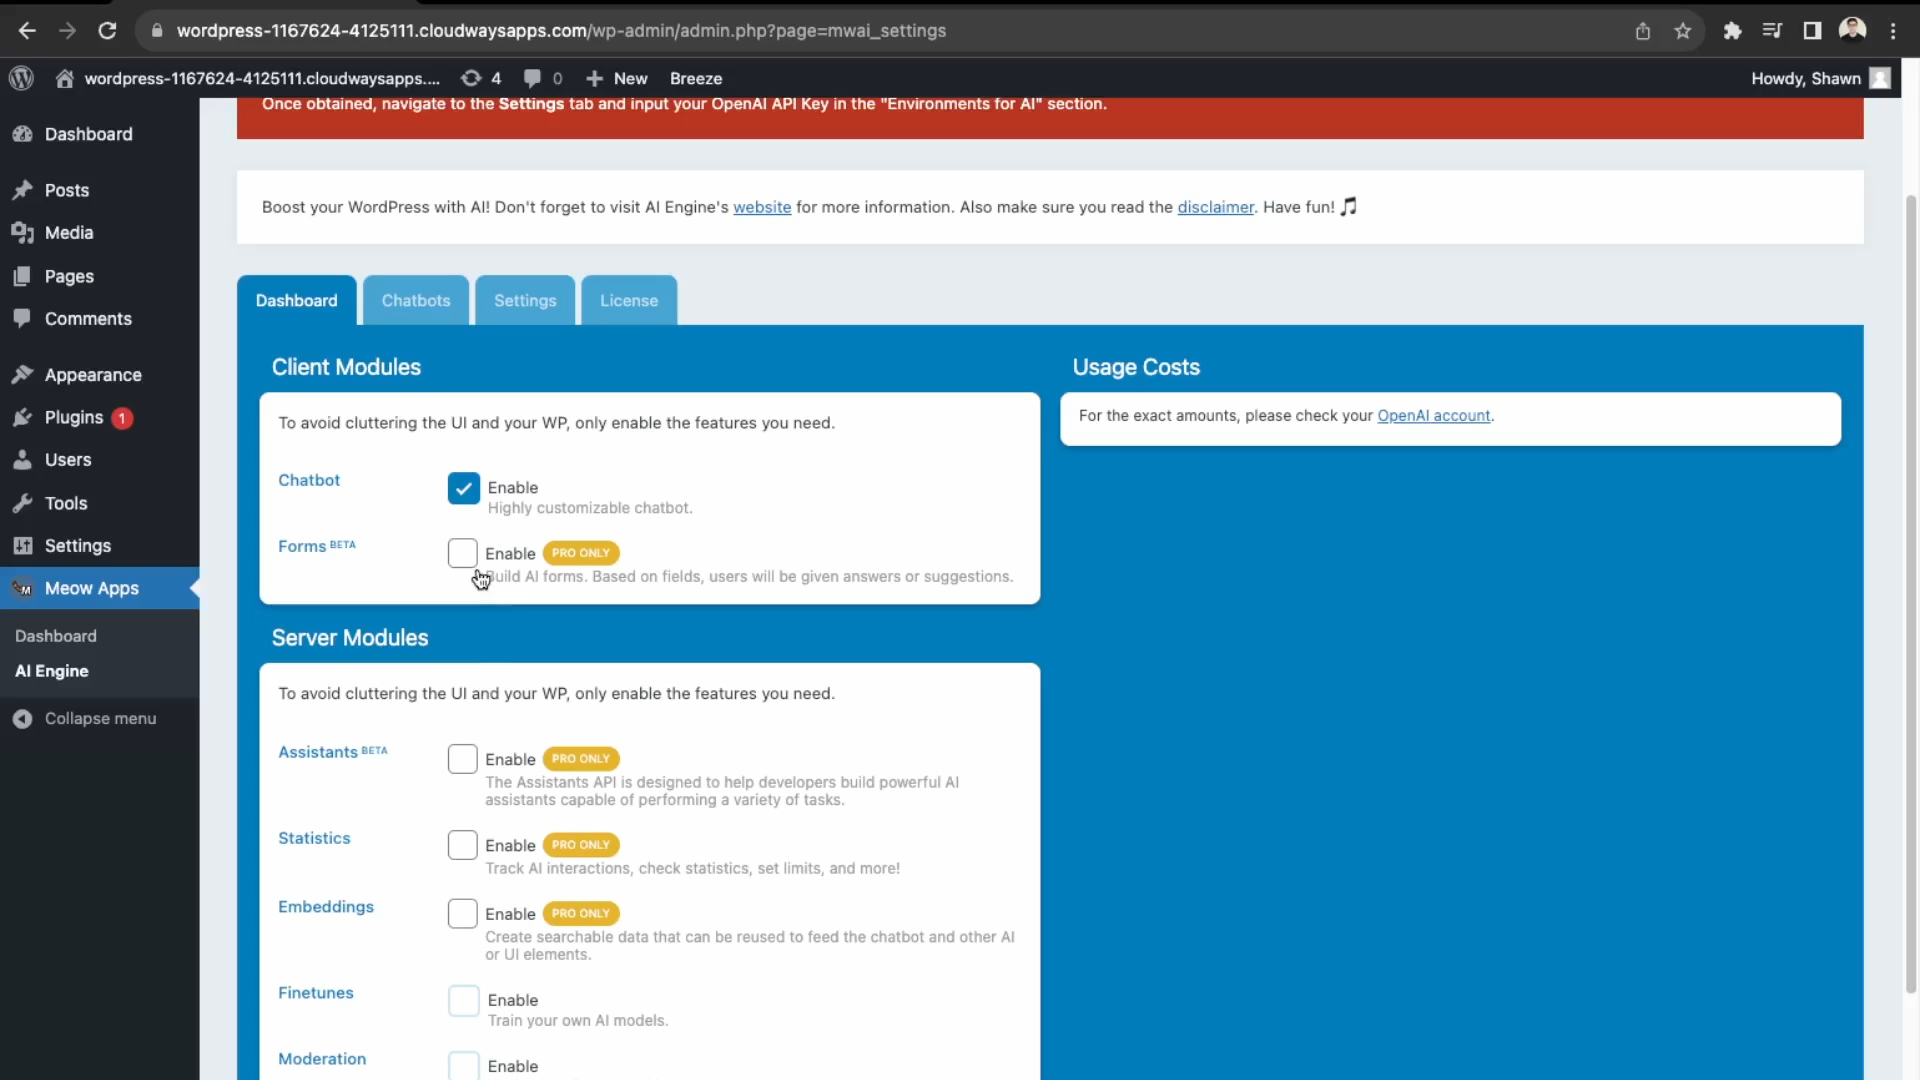 wordpress-1167624-4125111.cloudwaysapps.com/wp-admin/admin.php?page=mwai_settings
wordpress-1167624-4125111.cloudwaysapps.... 4 0 New Breeze Howdy, Shawn
Once obtained, navigate to the Settings tab and input your OpenAI API Key in the "Environments for AI" section.
Dashboard
Posts
Media
Pages
Comments
Appearance
Plugins 1
Users
Tools
Settings
Meow Apps
Dashboard
AI Engine
Collapse menu
Boost your WordPress with AI! Don't forget to visit AI Engine's website for more information. Also make sure you read the disclaimer. Have fun! 🎵
Dashboard Chatbots Settings License
Client Modules
To avoid cluttering the UI and your WP, only enable the features you need.
Chatbot Enable
Highly customizable chatbot.
Forms BETA Enable PRO ONLY
Build AI forms. Based on fields, users will be given answers or suggestions.
Server Modules
To avoid cluttering the UI and your WP, only enable the features you need.
Assistants BETA Enable PRO ONLY
The Assistants API is designed to help developers build powerful AI
assistants capable of performing a variety of tasks.
Statistics Enable PRO ONLY
Track AI interactions, check statistics, set limits, and more!
Embeddings Enable PRO ONLY
Create searchable data that can be reused to feed the chatbot and other AI
or UI elements.
Finetunes Enable
Train your own AI models.
Moderation Enable
Usage Costs
For the exact amounts, please check your OpenAI account.